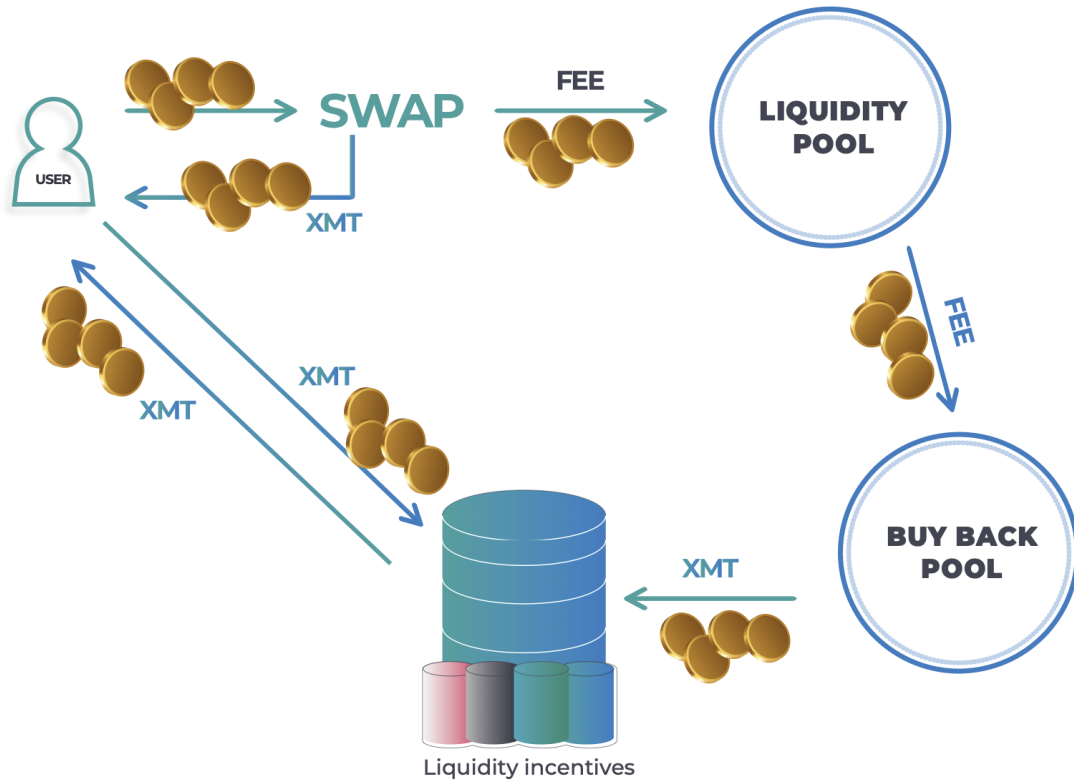 FEE
SWAP
LIQUIDITY
POOL
USER
XMT
FEE
XMT
XMT
BUY BACK
POOL
XMT
Liquidity incentives